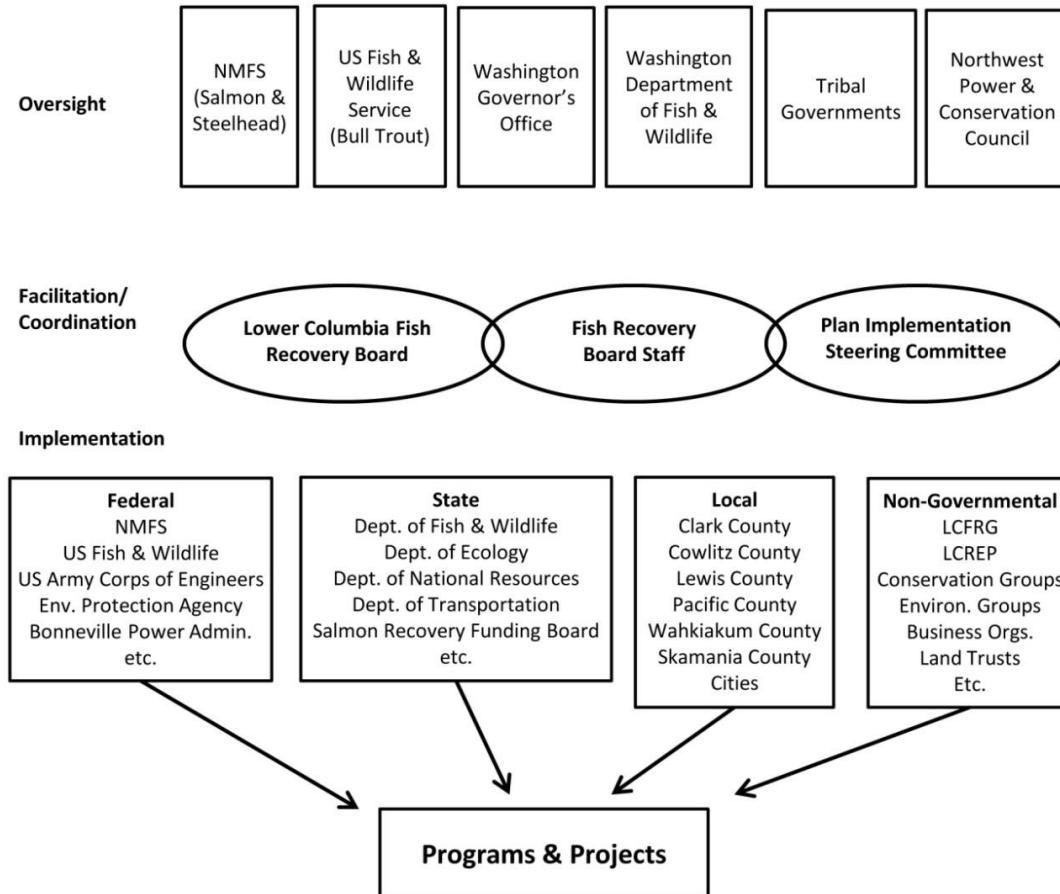 Oversight
NMFS
(Salmon &
Steelhead)
US Fish &
Wildlife
Service
(Bull Trout)
Washington
Governor's
Office
Washington
Department
of Fish &
Wildlife
Tribal
Governments
Northwest
Power &
Conservation
Council
Facilitation/
Coordination
Lower Columbia Fish
Recovery Board
Fish Recovery
Board Staff
Plan Implementation
Steering Committee
Implementation
Federal
NMFS
US Fish & Wildlife
US Army Corps of Engineers
Env. Protection Agency
Bonneville Power Admin.
etc.
State
Dept. of Fish & Wildlife
Dept. of Ecology
Dept. of National Resources
Dept. of Transportation
Salmon Recovery Funding Board
etc.
Local
Clark County
Cowlitz County
Lewis County
Pacific County
Wahkiakum County
Skamania County
Cities
Non-Governmental
LCFRG
LCREP
Conservation Groups
Environ. Groups
Business Orgs.
Land Trusts
Etc.
Programs & Projects